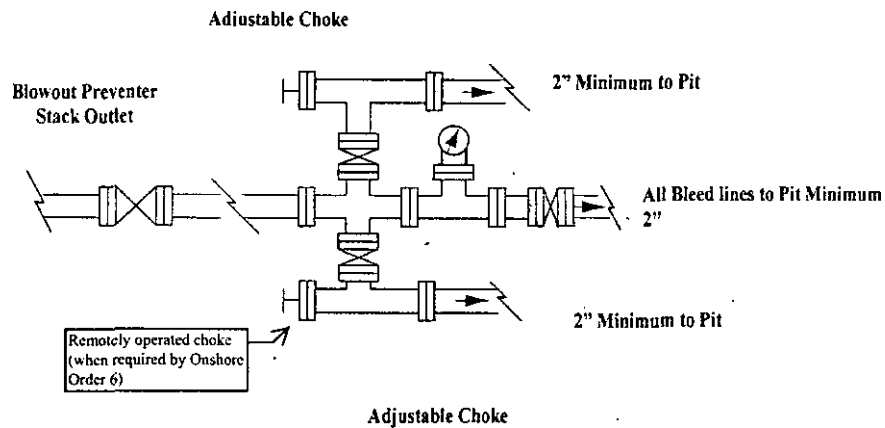 Adjustable Choke
2” Minimum to Pit
Blowout Preventer
Stack Outlet
All Bleed lines to Pit Minimum
2”
2” Minimum to Pit
Remotely operated choke
(when required by Onshore
Order 6)
Adjustable Choke